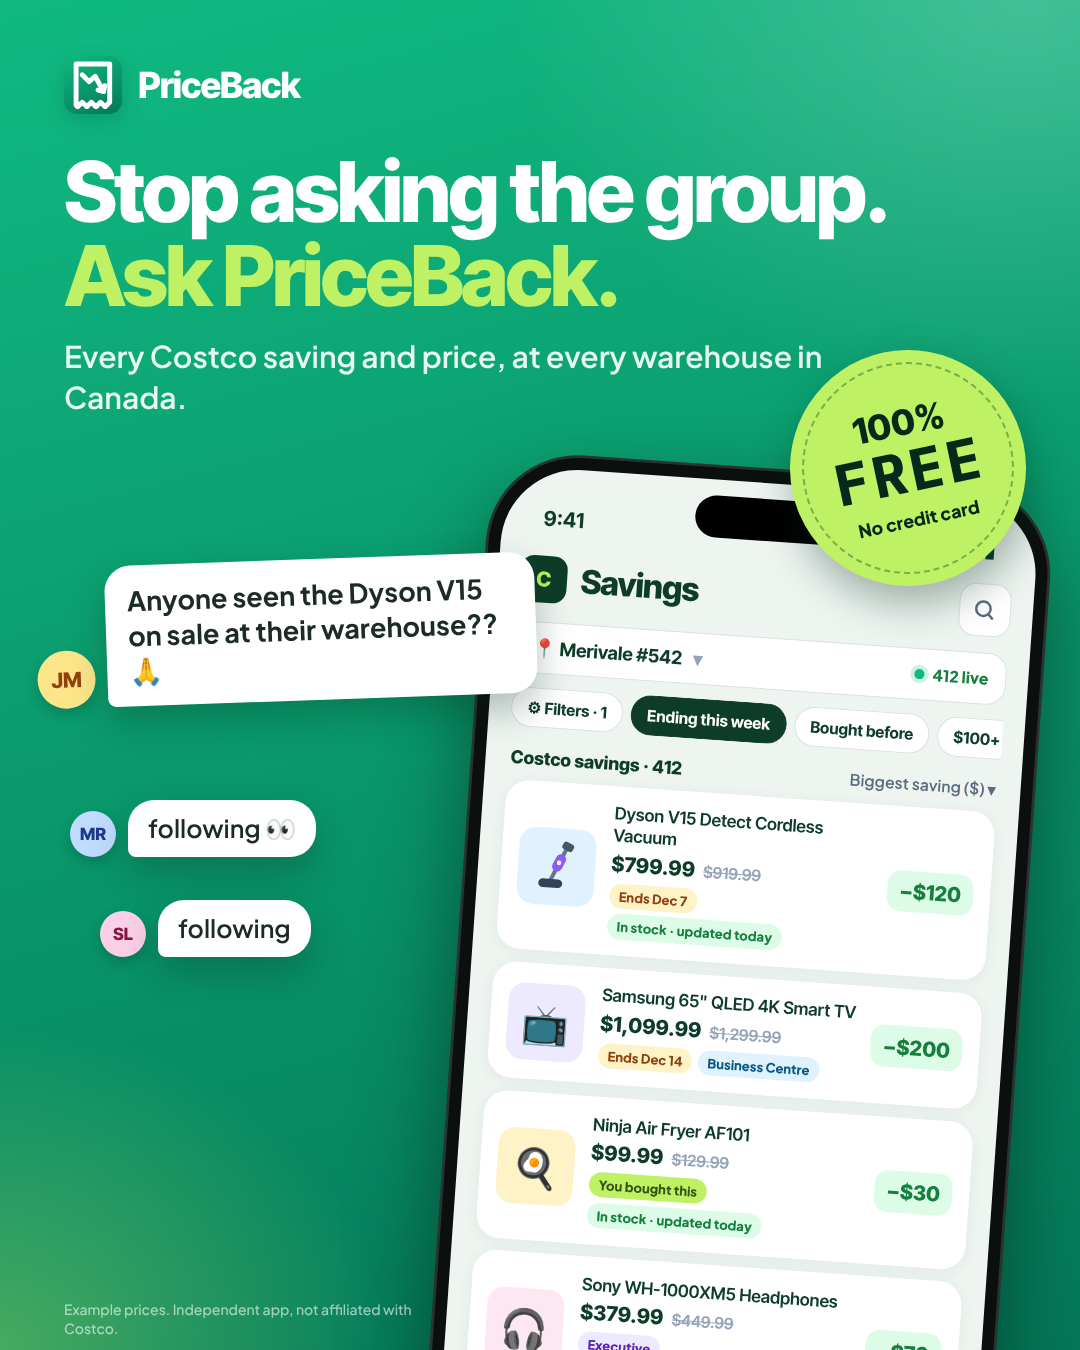 PriceBack
Stop asking the group.
Ask PriceBack.
Every Costco saving and price, at every warehouse in
Canada.
100%
FREE
No credit card
9:41
C
Savings
Anyone seen the Dyson V15
on sale at their warehouse??
🙏
JM
📍 Merivale #542 ▼
412 live
⚙ Filters · 1
Ending this week
Bought before
$100+
Costco savings · 412
Biggest saving ($) ▾
MR
following 👀
SL
following
Dyson V15 Detect Cordless
Vacuum
$799.99 $919.99
Ends Dec 7
In stock · updated today
−$120
Samsung 65" QLED 4K Smart TV
$1,099.99 $1,299.99
Ends Dec 14 Business Centre
−$200
Ninja Air Fryer AF101
$99.99 $129.99
You bought this
In stock · updated today
−$30
Sony WH-1000XM5 Headphones
$379.99 $449.99
Executive
Example prices. Independent app, not affiliated with
Costco.